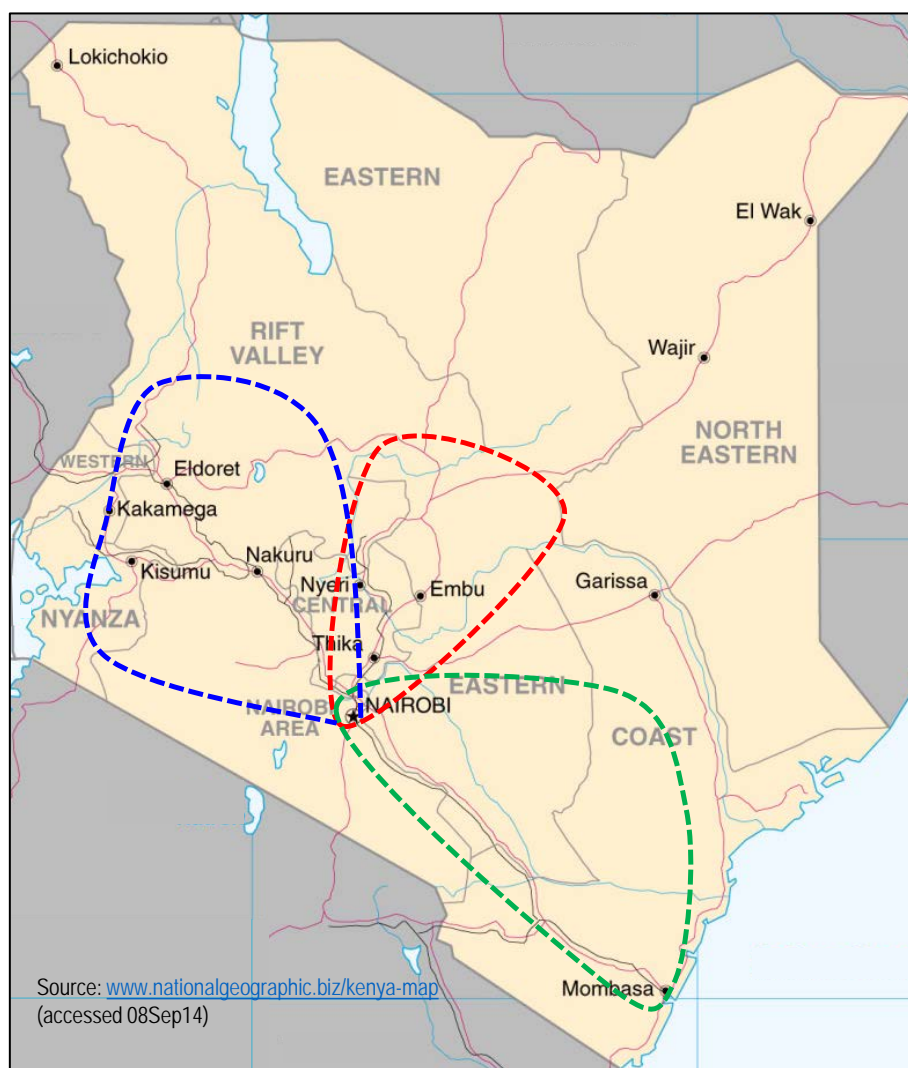 Lokichokio
EASTERN
El Wak
RIFT
VALLEY
Wajir
NORTH
EASTERN
WESTERN
Eldoret
Kakamega
Nakuru
Kisumu
Nyeri
Embu
Garissa
CENTRAL
NYANZA
Thika
EASTERN
NAIROBI
AREA
NAIROBI
COAST
Source: www.nationalgeographic.biz/kenya-map
(accessed 08Sep14)
Mombasa